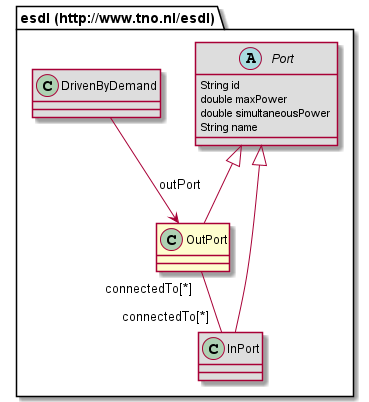 esdl (http://www.tno.nl/esdl)
A Port
String id
double maxPower
double simultaneousPower
String name
C DrivenByDemand
outPort
C OutPort
connectedTo[*]
connectedTo[*]
C InPort